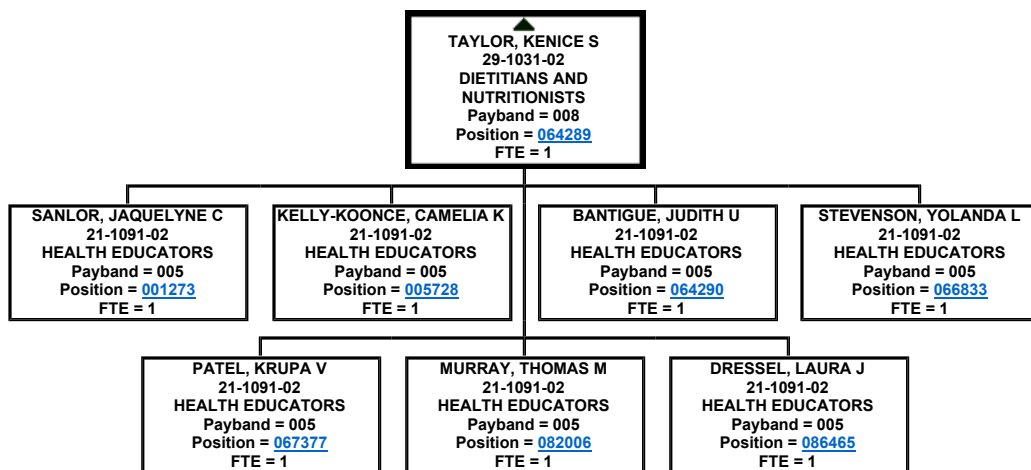 TAYLOR, KENICE S
29-1031-02
DIETITIANS AND
NUTRITIONISTS
Payband = 008
Position = 064289
FTE = 1
SANLOR, JAQUELYNE C
21-1091-02
HEALTH EDUCATORS
Payband = 005
Position = 001273
FTE = 1
KELLY-KOONCE, CAMELIA K
21-1091-02
HEALTH EDUCATORS
Payband = 005
Position = 005728
FTE = 1
BANTIGUE, JUDITH U
21-1091-02
HEALTH EDUCATORS
Payband = 005
Position = 064290
FTE = 1
STEVENSON, YOLANDA L
21-1091-02
HEALTH EDUCATORS
Payband = 005
Position = 066833
FTE = 1
PATEL, KRUPA V
21-1091-02
HEALTH EDUCATORS
Payband = 005
Position = 067377
FTE = 1
MURRAY, THOMAS M
21-1091-02
HEALTH EDUCATORS
Payband = 005
Position = 082006
FTE = 1
DRESSEL, LAURA J
21-1091-02
HEALTH EDUCATORS
Payband = 005
Position = 086465
FTE = 1